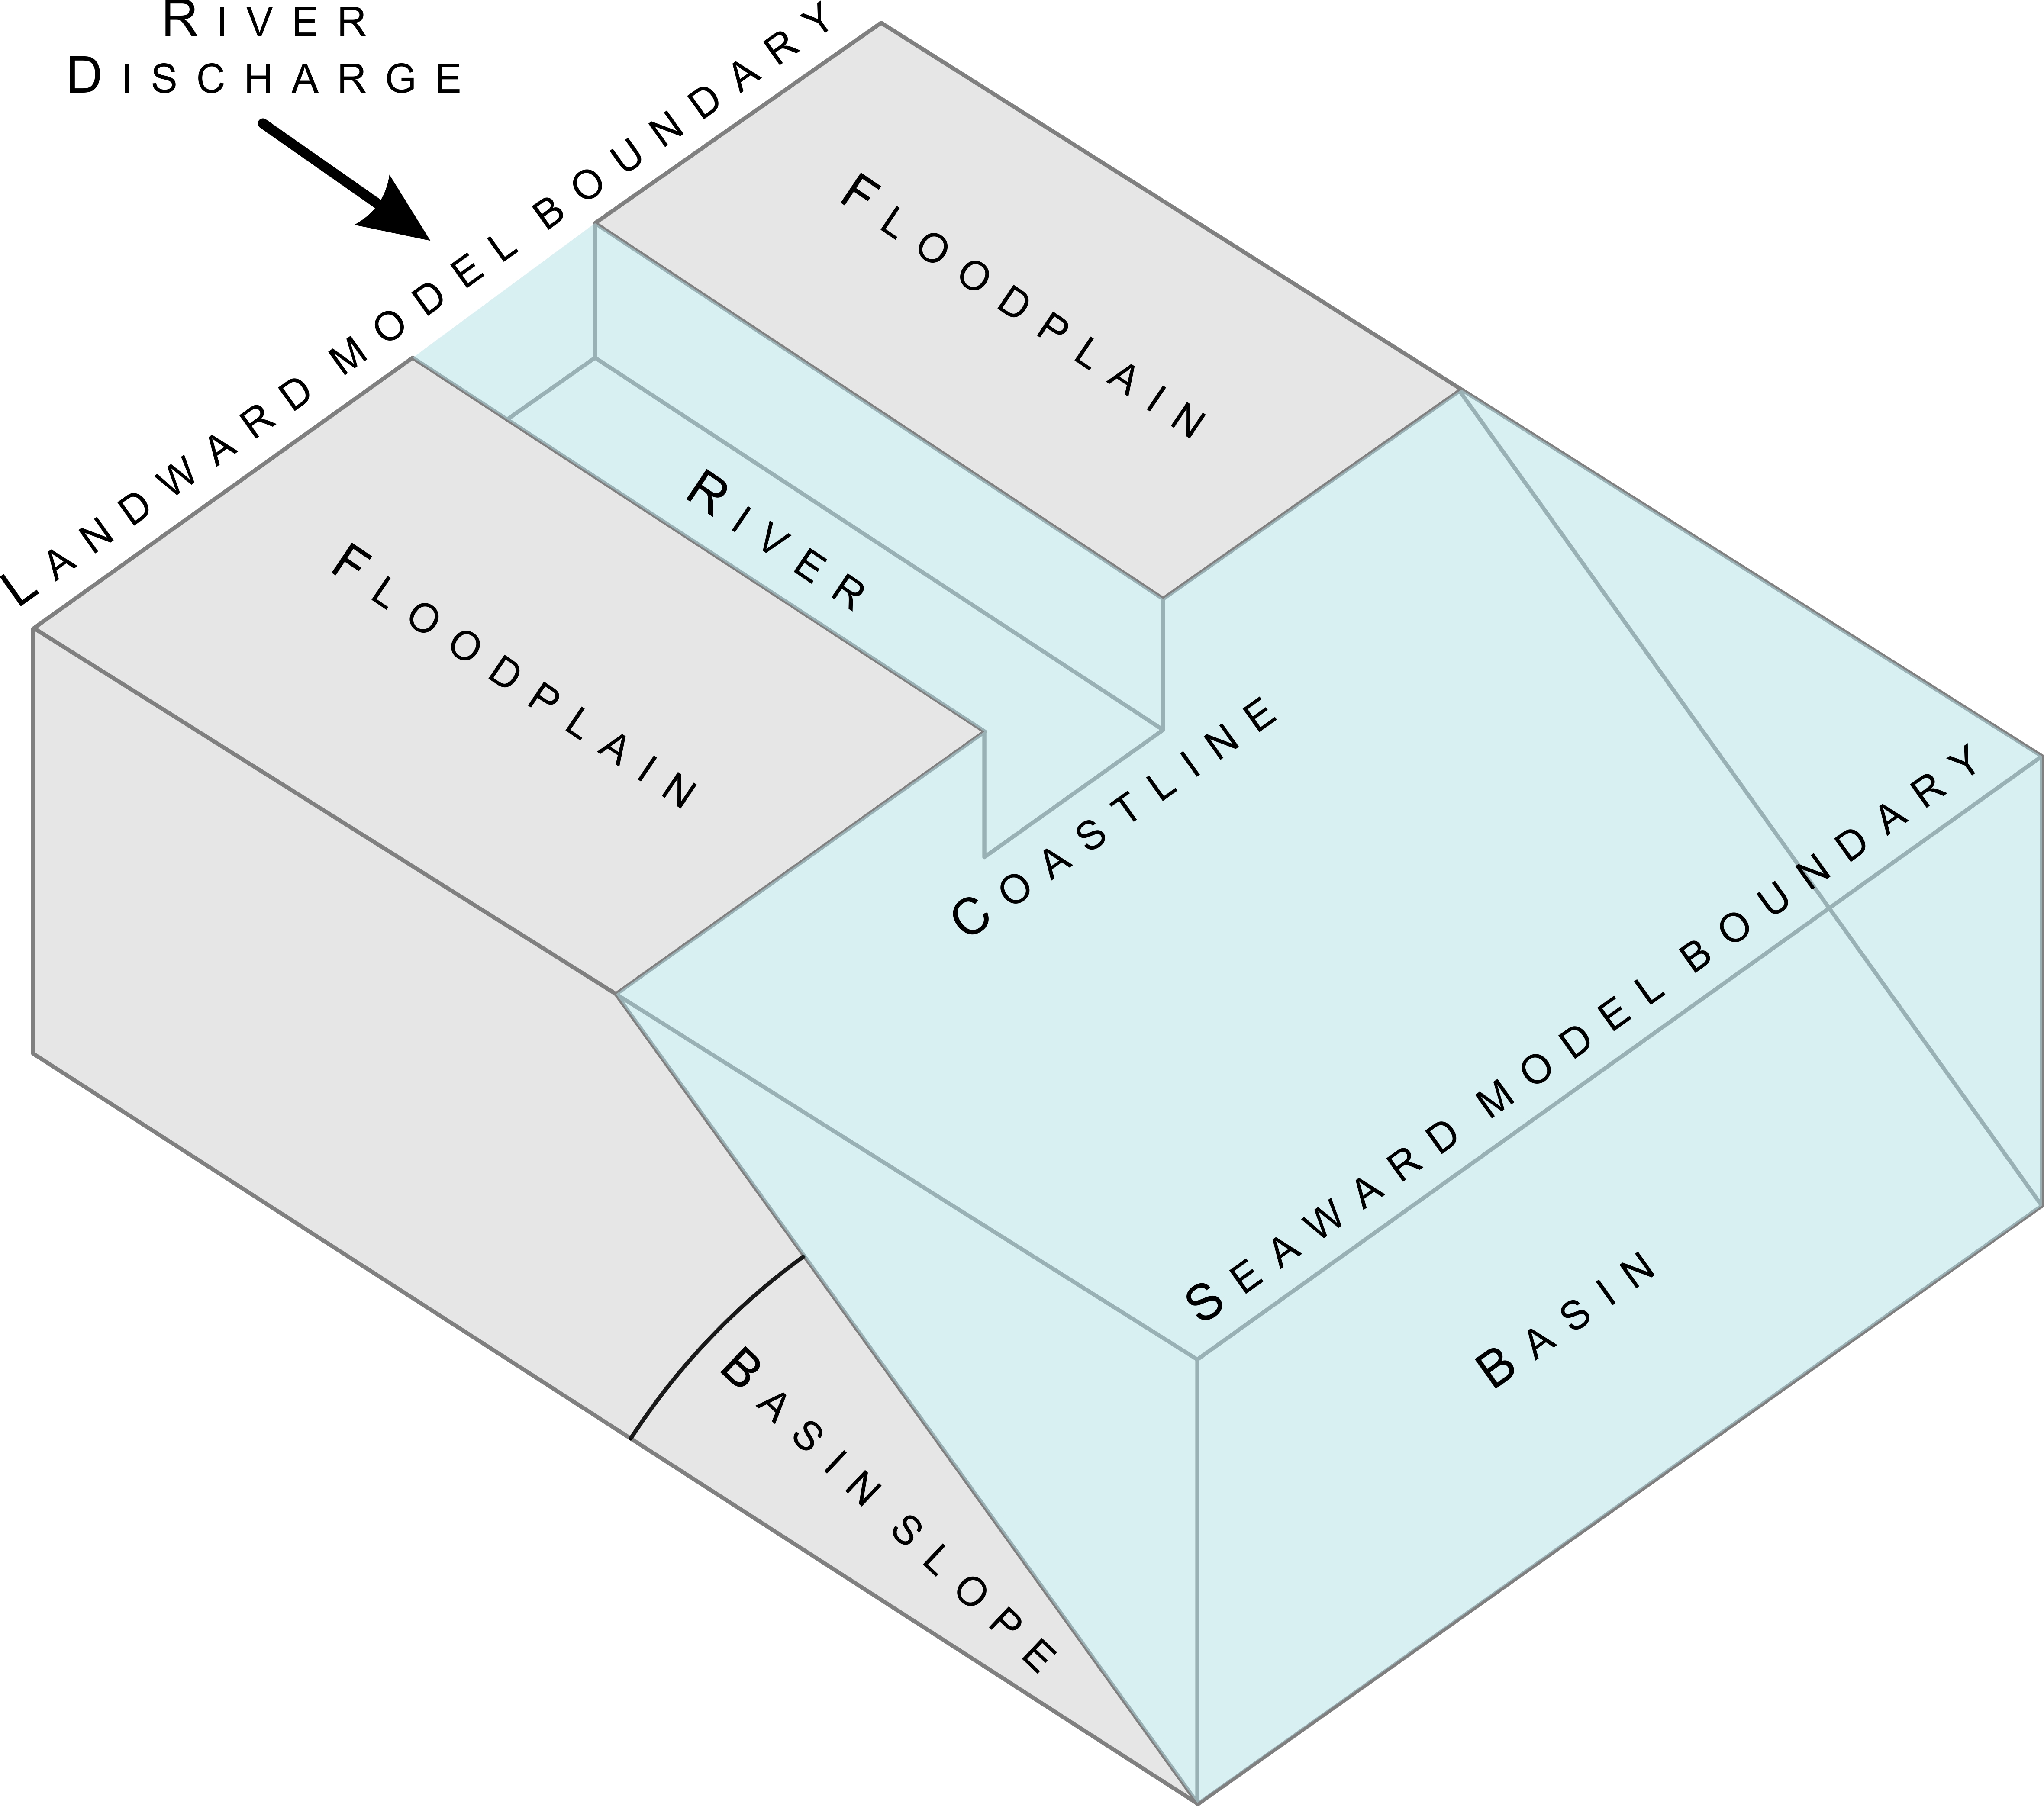 RIVER
DISCHARGE
LANDWARD MODEL BOUNDARY
FLOODPLAIN
RIVER
FLOODPLAIN
COASTLINE
SEAWARD MODEL BOUNDARY
BASIN
BASIN SLOPE